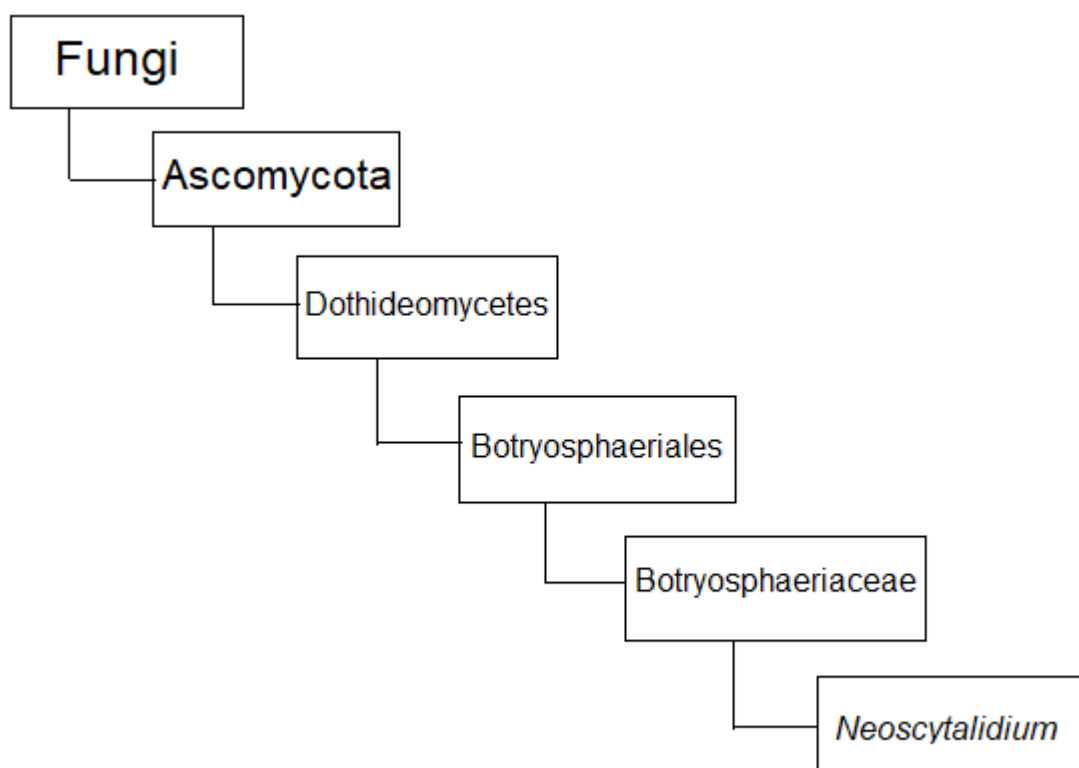 Fungi
Ascomycota
Dothideomycetes
Botryosphaeriales
Botryosphaeriaceae
Neoscytalidium